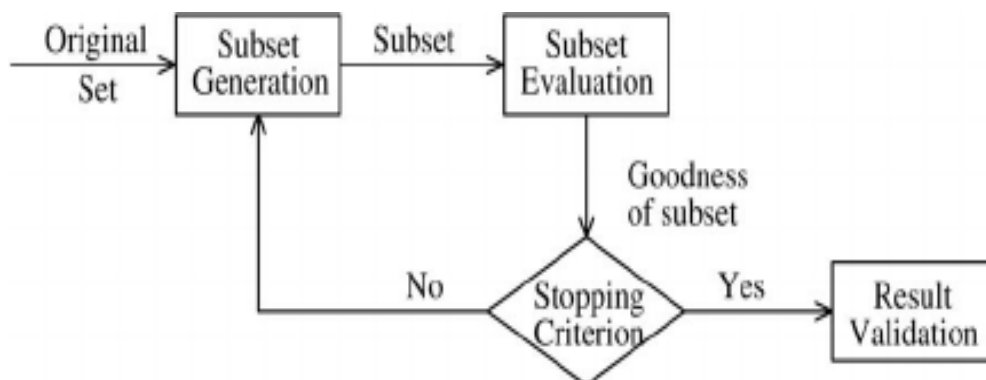 Original
Set
Subset
Generation
Subset
Subset
Evaluation
Goodness
of subset
No
Stopping
Criterion
Yes
Result
Validation